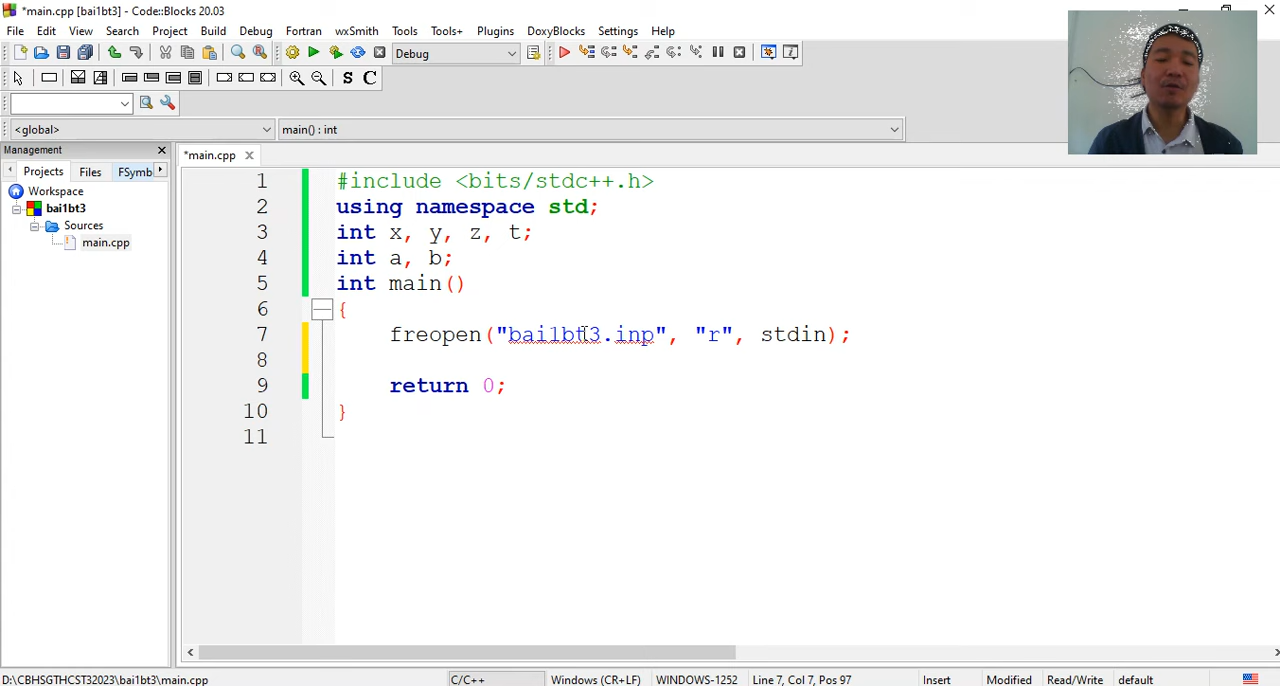 *main.cpp [bai1bt3] - Code::Blocks 20.03
File Edit View Search Project Build Debug Fortran wxSmith Tools Tools+ Plugins DoxyBlocks Settings Help
Debug
S C
<global> main() : int
Management
Projects Files FSymb
*main.cpp
Workspace
bai1bt3
Sources
main.cpp
1 #include <bits/stdc++.h>
2 using namespace std;
3 int x, y, z, t;
4 int a, b;
5 int main()
6 {
7 freopen("bai1bt3.inp", "r", stdin);
8
9 return 0;
10 }
11
D:\CBHSGTHCST32023\bai1bt3\main.cpp C/C++ Windows (CR+LF) WINDOWS-1252 Line 7, Col 7, Pos 97 Insert Modified Read/Write default